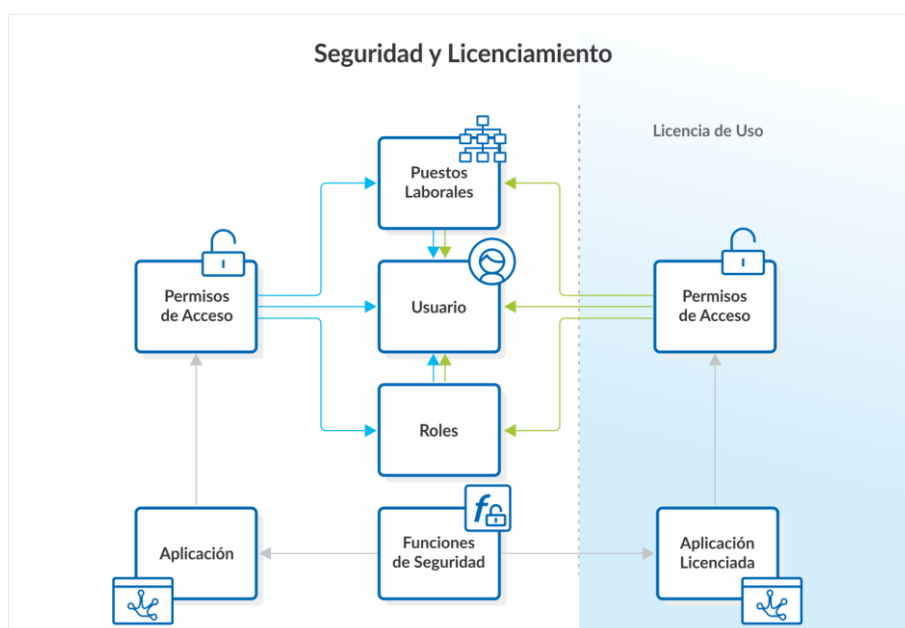 Seguridad y Licenciamiento
Licencia de Uso
Puestos
Laborales
Permisos
de Acceso
Usuario
Permisos
de Acceso
Roles
Aplicación
f
Funciones
de Seguridad
Aplicación
Licenciada